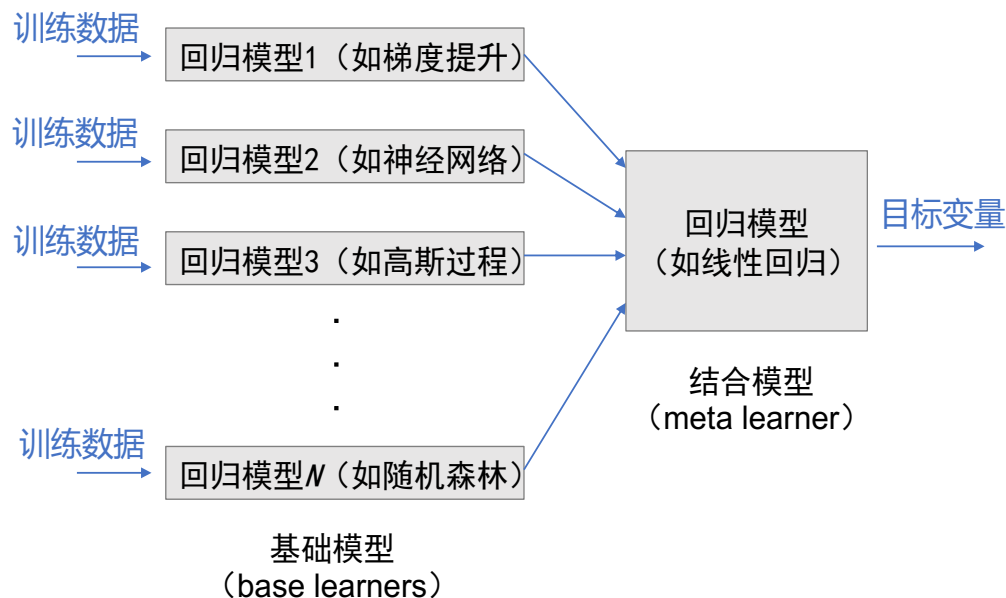 训练数据
回归模型1（如梯度提升）
训练数据
回归模型2（如神经网络）
训练数据
回归模型3（如高斯过程）
.
.
.
训练数据
回归模型N（如随机森林）
基础模型
（base learners）
回归模型
（如线性回归）
结合模型
（meta learner）
目标变量